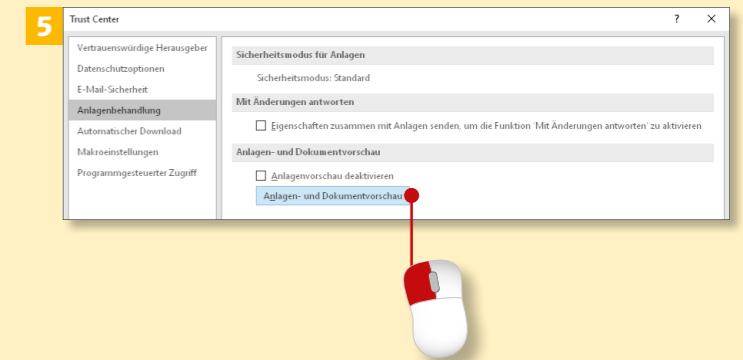 5
Trust Center
?
Vertrauenswürdige Herausgeber
Datenschutzoptionen
E-Mail-Sicherheit
Anlagenbehandlung
Automatischer Download
Makroeinstellungen
Programmgesteuerter Zugriff
Sicherheitsmodus für Anlagen
Sicherheitsmodus: Standard
Mit Änderungen antworten
Eigenschaften zusammen mit Anlagen senden, um die Funktion 'Mit Änderungen antworten' zu aktivieren
Anlagen- und Dokumentvorschau
Anlagenvorschau deaktivieren
Anlagen- und Dokumentvorschau